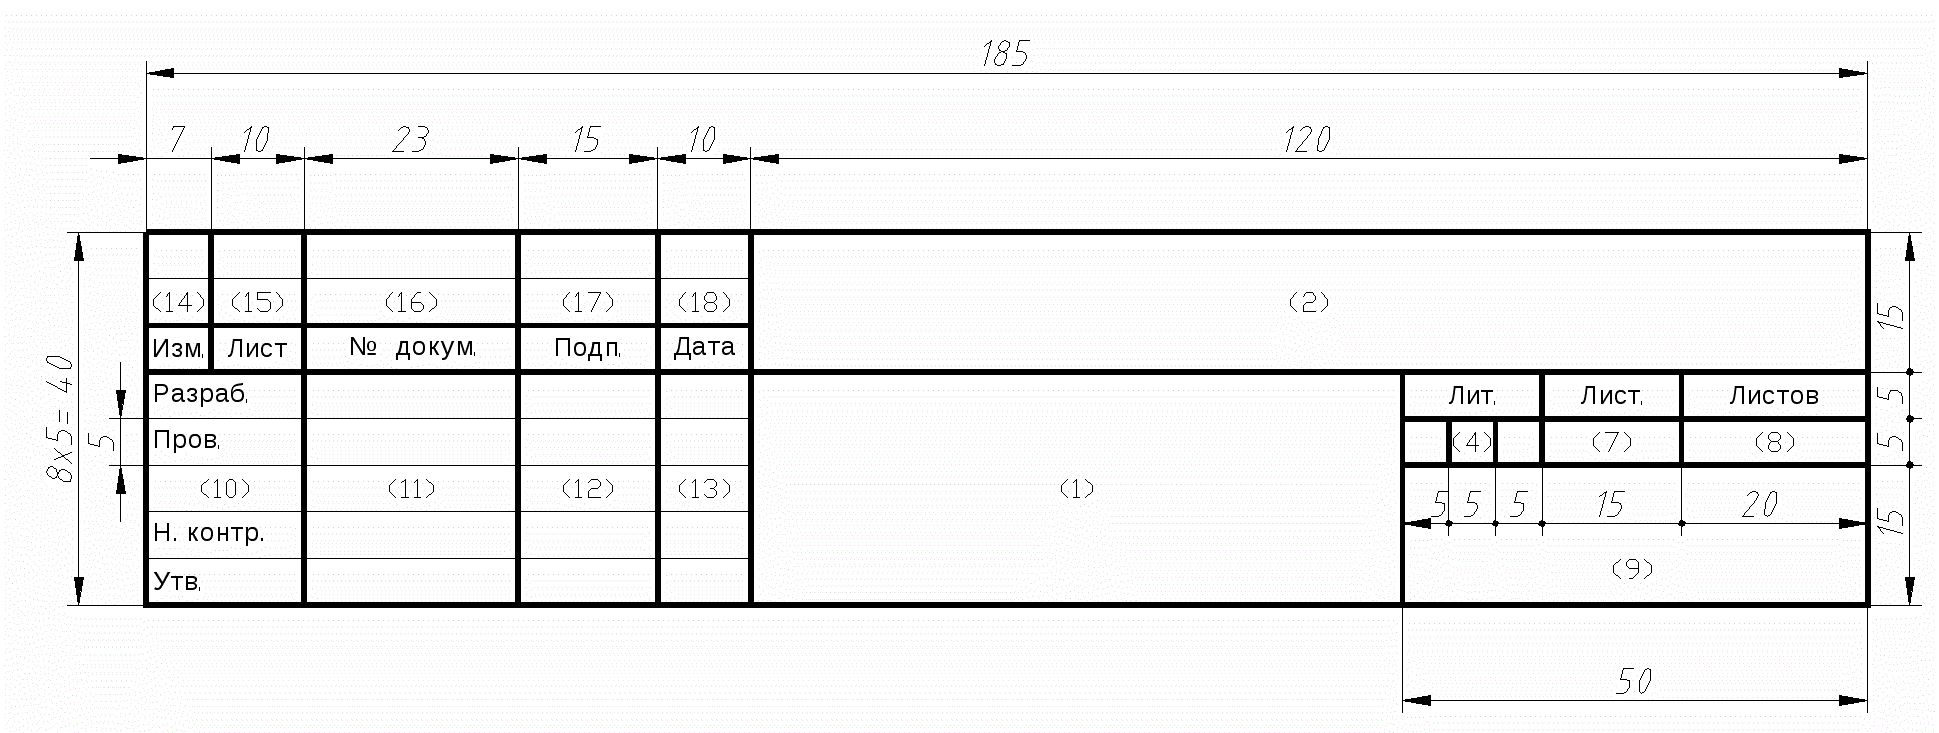 185
7 10 23 15 10 120
(14) (15) (16) (17) (18) (2)
15
Изм. Лист № докум. Подп. Дата
8x5= 40
Разраб. Лит. Лист. Листов
5
Пров. (4) (7) (8)
5
5
(10) (11) (12) (13) (1)
5 5 5 15 20
15
Н. контр.
(9)
Утв.
50